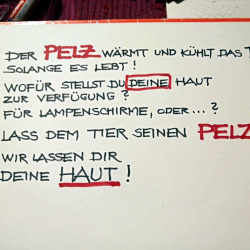 DER PELZ WÄRMT UND KÜHLT DAS
SOLANGE ES LEBT!
WOFÜR STELLST DU DEINE HAUT
ZUR VERFÜGUNG?
FÜR LAMPENSCHIRME, ODER...?
LASS DEM TIER SEINEN PELZ
WIR LASSEN DIR
DEINE HAUT!